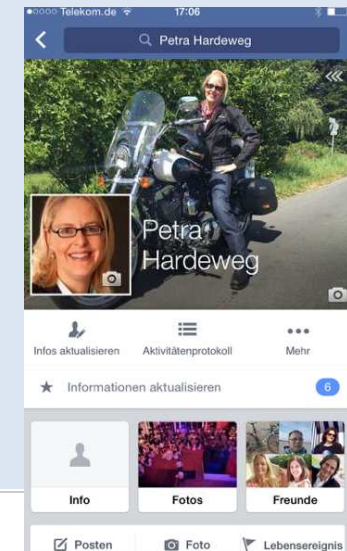 Telekom.de 17:06
Petra Hardeweg
Petra
Hardeweg
Infos aktualisieren Aktivitätenprotokoll Mehr
Informationen aktualisieren 6
Info Fotos Freunde
Posten Foto Lebensereignis